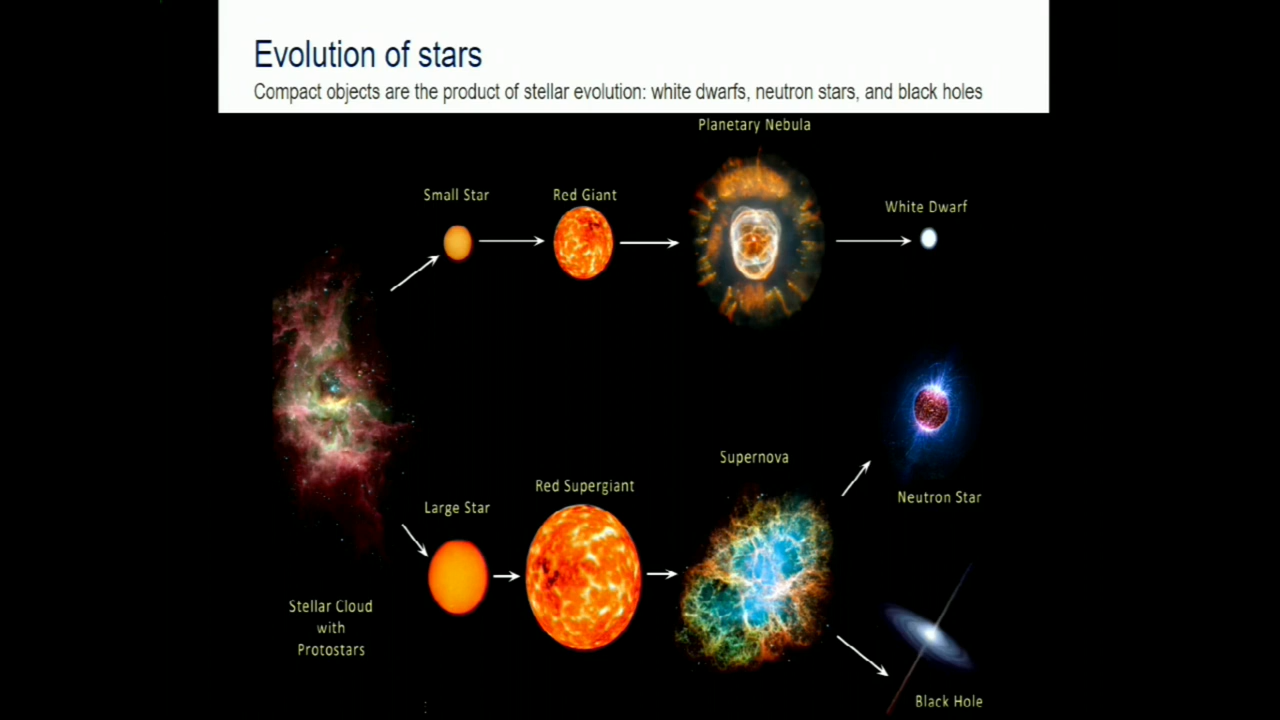 Evolution of stars
Compact objects are the product of stellar evolution: white dwarfs, neutron stars, and black holes
Planetary Nebula
Small Star
Red Giant
White Dwarf
Supernova
Red Supergiant
Neutron Star
Large Star
Stellar Cloud
with
Protostars
Black Hole